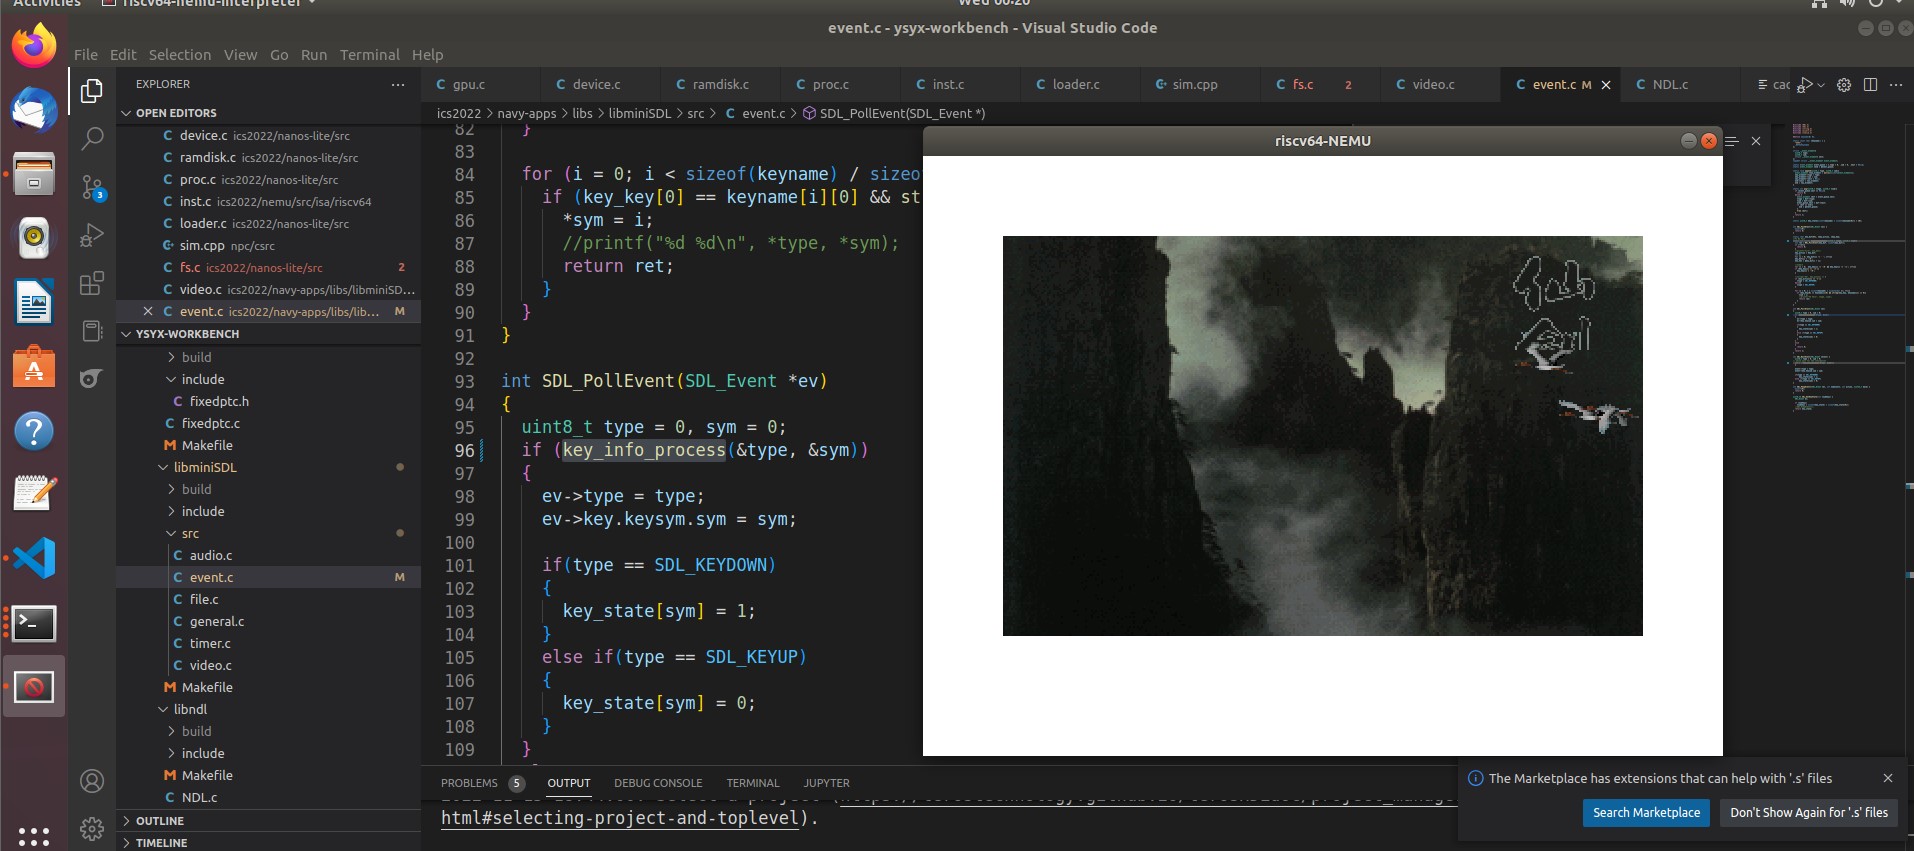 Activities riscv64-nemu-interpreter Wed 00:20
event.c - ysyx-workbench - Visual Studio Code
File Edit Selection View Go Run Terminal Help
EXPLORER
gpu.c device.c ramdisk.c proc.c inst.c loader.c sim.cpp fs.c 2 video.c event.c M NDL.c cac
OPEN EDITORS
ics2022 > navy-apps > libs > libminiSDL > src > event.c > SDL_PollEvent(SDL_Event *)
device.c ics2022/nanos-lite/src
ramdisk.c ics2022/nanos-lite/src
proc.c ics2022/nanos-lite/src
inst.c ics2022/nemu/src/isa/riscv64
loader.c ics2022/nanos-lite/src
sim.cpp npc/csrc
fs.c ics2022/nanos-lite/src 2
video.c ics2022/navy-apps/libs/libminiSD...
event.c ics2022/navy-apps/libs/lib... M
3
YSYX-WORKBENCH
build
include
fixedptc.h
fixedptc.c
Makefile
libminiSDL
build
include
src
audio.c
event.c M
file.c
general.c
timer.c
video.c
Makefile
libndl
build
include
Makefile
NDL.c
OUTLINE
TIMELINE
82 }
83
84 for (i = 0; i < sizeof(keyname) / sizeo
85 if (key_key[0] == keyname[i][0] && st
86 *sym = i;
87 //printf("%d %d\n", *type, *sym);
88 return ret;
89 }
90 }
91 }
92
93 int SDL_PollEvent(SDL_Event *ev)
94 {
95 uint8_t type = 0, sym = 0;
96 if (key_info_process(&type, &sym))
97 {
98 ev->type = type;
99 ev->key.keysym.sym = sym;
100
101 if(type == SDL_KEYDOWN)
102 {
103 key_state[sym] = 1;
104 }
105 else if(type == SDL_KEYUP)
106 {
107 key_state[sym] = 0;
108 }
109 }
riscv64-NEMU
PROBLEMS 5 OUTPUT DEBUG CONSOLE TERMINAL JUPYTER
html#selecting-project-and-toplevel).
The Marketplace has extensions that can help with '.s' files
Search Marketplace Don't Show Again for '.s' files